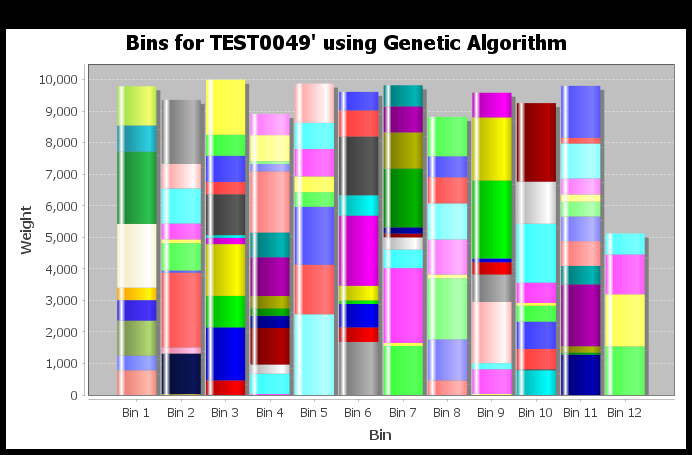 Bins for TEST0049' using Genetic Algorithm
10,000
9,000
8,000
7,000
6,000
5,000
4,000
3,000
2,000
1,000
0
Weight
Bin 1 Bin 2 Bin 3 Bin 4 Bin 5 Bin 6 Bin 7 Bin 8 Bin 9 Bin 10 Bin 11 Bin 12
Bin